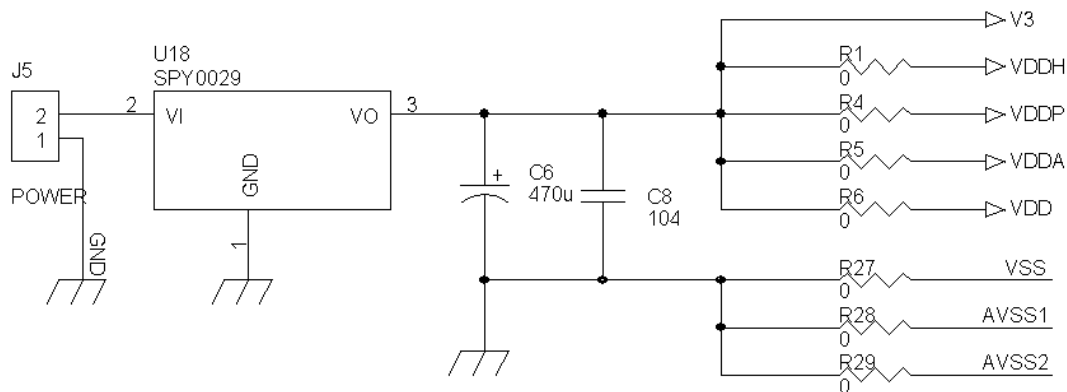 V3
U18
SPY0029
J5
2
1
POWER
GND
2
VI
VO
3
GND
1
C6
+
470u
C8
104
R1
0
VDDH
R4
0
VDDP
R5
0
VDDA
R6
0
VDD
R27
0
VSS
R28
0
AVSS1
R29
0
AVSS2